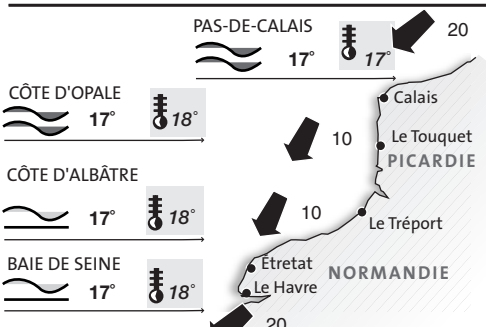 PAS-DE-CALAIS
17° 17°
20
CÔTE D'OPALE
17° 18°
Calais
10
Le Touquet
PICARDIE
CÔTE D'ALBÂTRE
17° 18°
10
Le Tréport
BAIE DE SEINE
17° 18°
Etretat
NORMANDIE
Le Havre
20